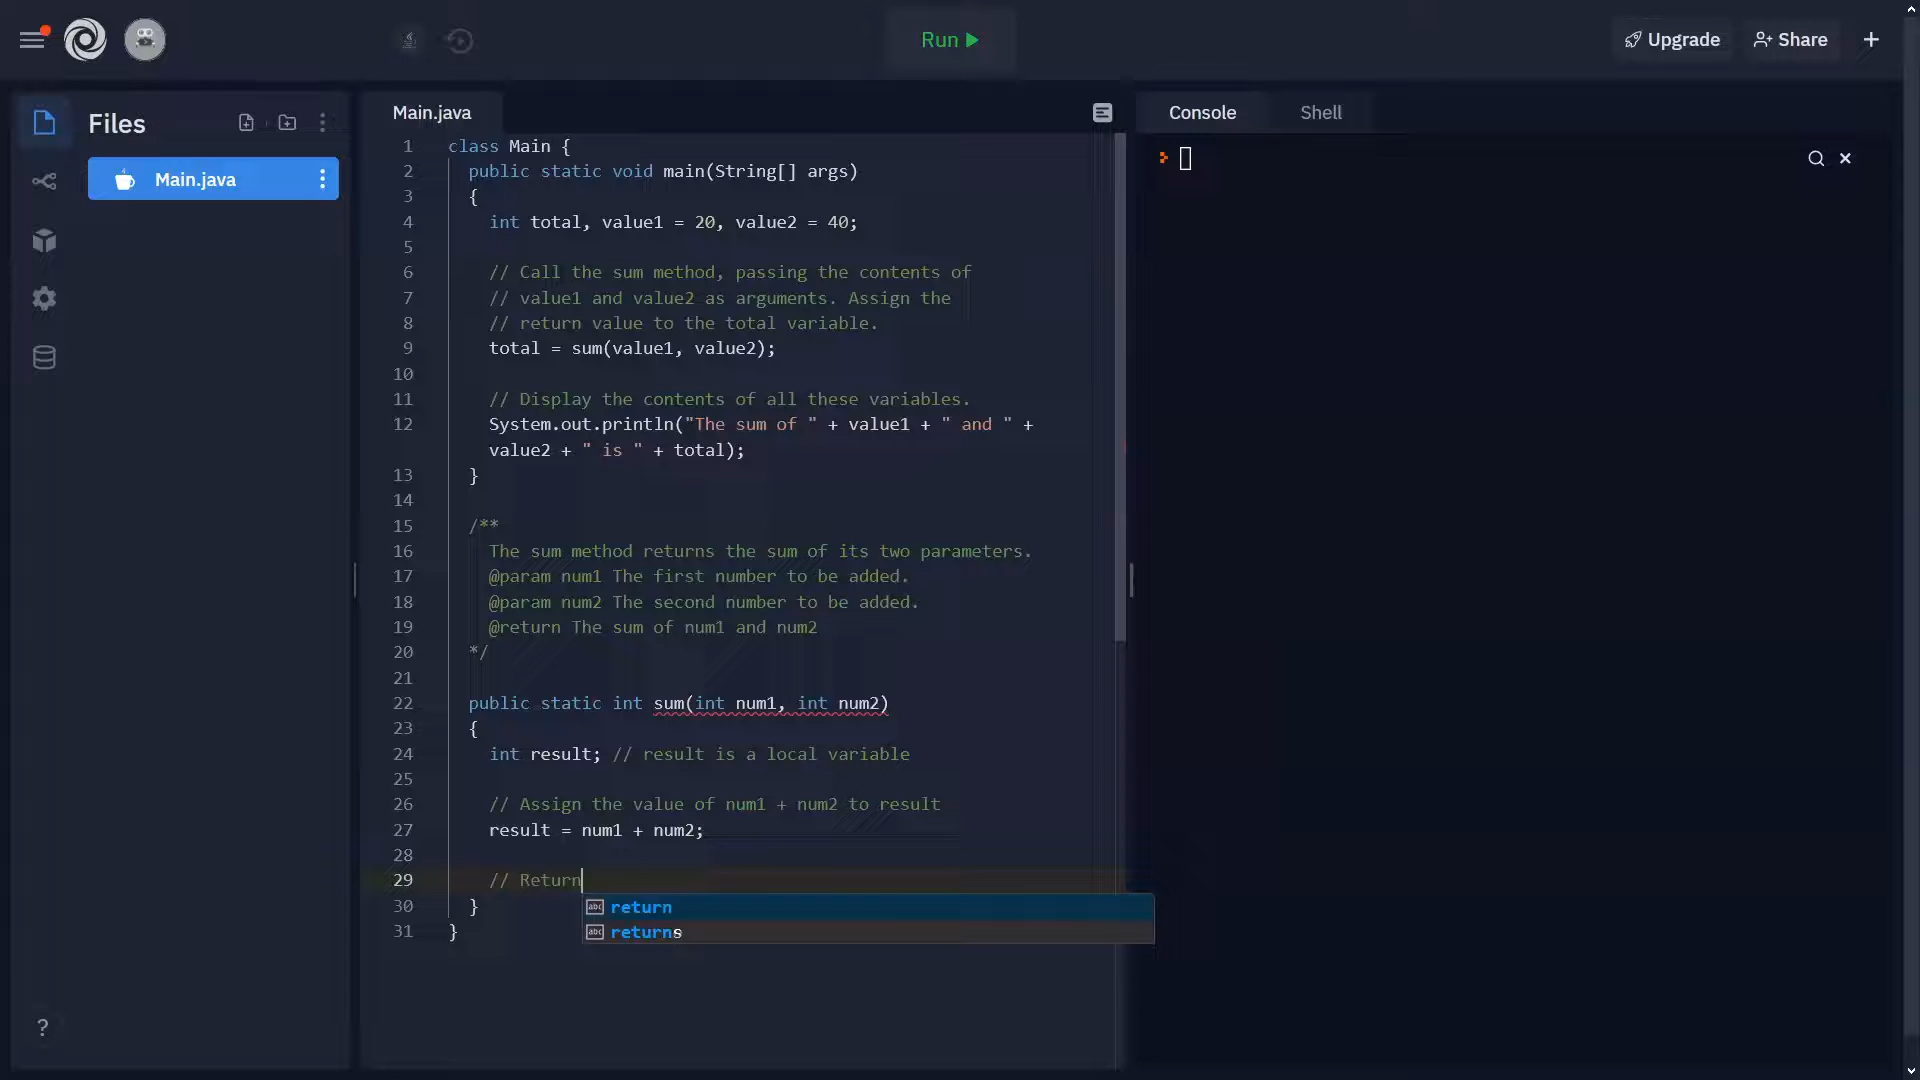 Run
Upgrade
Share
Files
Main.java
Main.java
Console
Shell
1 class Main {
2 public static void main(String[] args)
3 {
4 int total, value1 = 20, value2 = 40;
5
6 // Call the sum method, passing the contents of
7 // value1 and value2 as arguments. Assign the
8 // return value to the total variable.
9 total = sum(value1, value2);
10
11 // Display the contents of all these variables.
12 System.out.println("The sum of " + value1 + " and " +
value2 + " is " + total);
13 }
14
15 /**
16 The sum method returns the sum of its two parameters.
17 @param num1 The first number to be added.
18 @param num2 The second number to be added.
19 @return The sum of num1 and num2
20 */
21
22 public static int sum(int num1, int num2)
23 {
24 int result; // result is a local variable
25
26 // Assign the value of num1 + num2 to result
27 result = num1 + num2;
28
29 // Return
30 }
31 }
abc return
abc returns
?